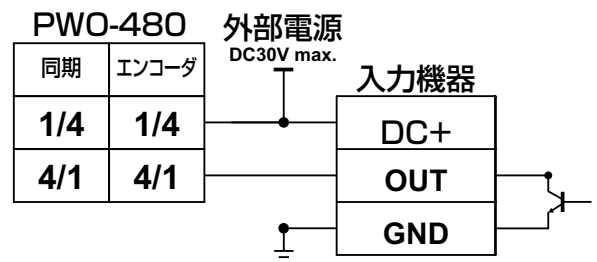 PWO-480
同期 エンコーダ
1/4 1/4
4/1 4/1
外部電源
DC30V max.
入力機器
DC+
OUT
GND